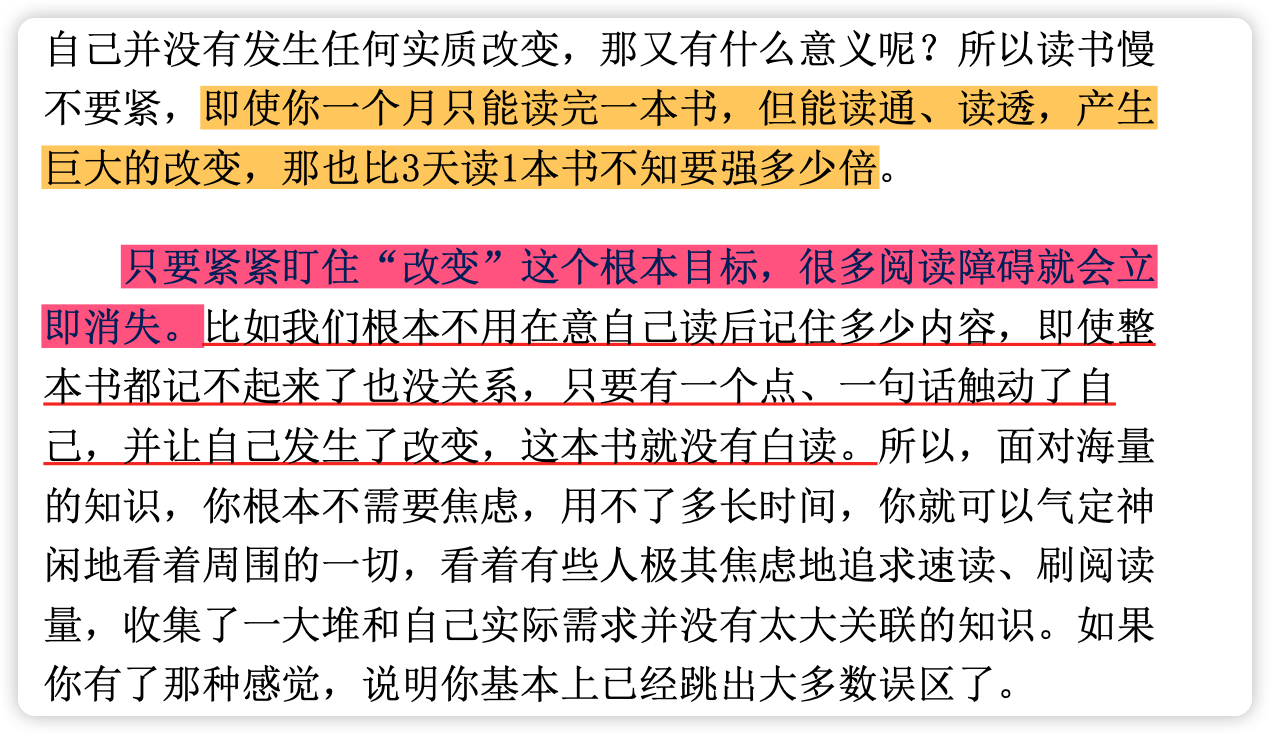 自己并没有发生任何实质改变，那又有什么意义呢？所以读书慢
不要紧，即使你一个月只能读完一本书，但能读通、读透，产生
巨大的改变，那也比3天读1本书不知要强多少倍。
只要紧紧盯住“改变”这个根本目标，很多阅读障碍就会立
即消失。比如我们根本不用在意自己读后记住多少内容，即使整
本书都记不起来了也没关系，只要有一个点、一句话触动了自
己，并让自己发生了改变，这本书就没有白读。所以，面对海量
的知识，你根本不需要焦虑，用不了多长时间，你就可以气定神
闲地看着周围的一切，看着有些人极其焦虑地追求速读、刷阅读
量，收集了一大堆和自己实际需求并没有太大关联的知识。如果
你有了那种感觉，说明你基本上已经跳出大多数误区了。